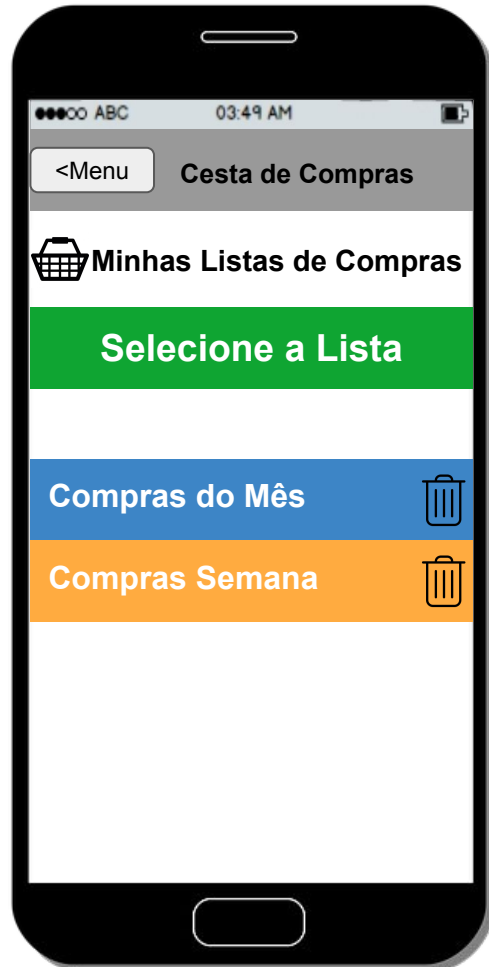 ABC 03:49 AM
<Menu Cesta de Compras
Minhas Listas de Compras
Selecione a Lista
Compras do Mês
Compras Semana